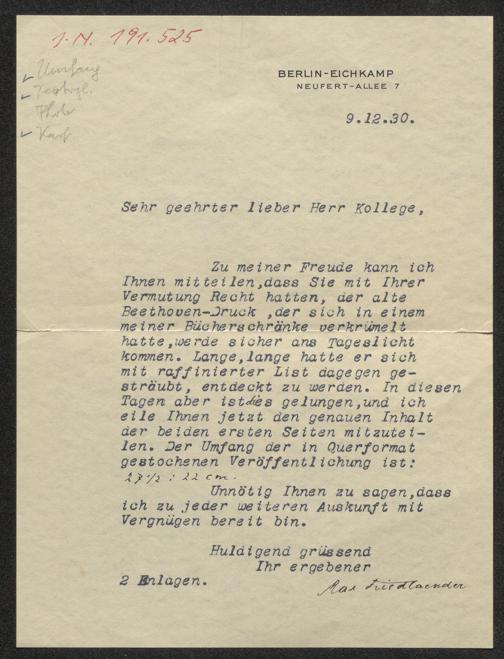 J.N. 191.525
Umfang
Photo
Kauf
BERLIN-EICHKAMP
NEUFERT-ALLEE 7
9.12.30.
Sehr geehrter lieber Herr Kollege,
Zu meiner Freude kann ich
Ihnen mitteilen,dass Sie mit Ihrer
Vermutung Recht hatten, der alte
Beethoven-Druck ,der sich in einem
meiner Bücherschränke verkrümelt
hatte,werde sicher ans Tageslicht
kommen. Lange,lange hatte er sich
mit raffinierter List dagegen ge-
sträubt, entdeckt zu werden. In diesen
Tagen aber ist dies gelungen,und ich
eile Ihnen jetzt den genauen Inhalt
der beiden ersten Seiten mitzutei-
len. Der Umfang der in Querformat
gestochenen Veröffentlichung ist:
27½ : 22 cm.
Unnötig Ihnen zu sagen,dass
ich zu jeder weiteren Auskunft mit
Vergnügen bereit bin.
Huldigend grüssend
Ihr ergebener
2 Enlagen.
Max Friedlaender